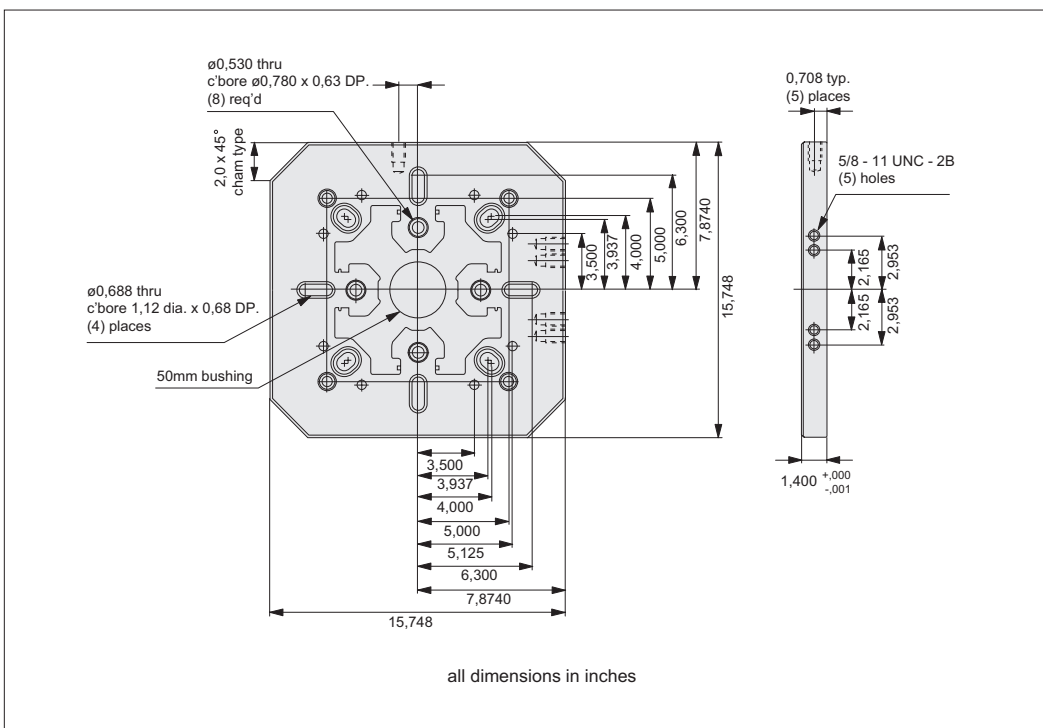 ø0,530 thru
c'bore ø0,780 x 0,63 DP.
(8) req'd
2,0 x 45°
cham type
ø0,688 thru
c'bore 1,12 dia. x 0,68 DP.
(4) places
50mm bushing
3,500
3,937
4,000
5,000
6,300
7,8740
15,748
3,500
3,937
4,000
5,000
5,125
6,300
7,8740
15,748
0,708 typ.
(5) places
5/8 - 11 UNC - 2B
(5) holes
2,165
2,953
2,165
2,953
1,400 +,000
-,001
all dimensions in inches